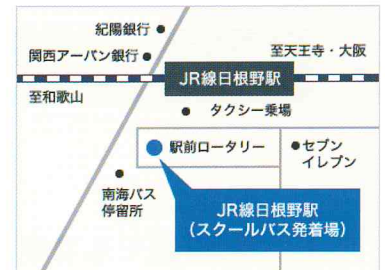 紀陽銀行
関西アーバン銀行
至天王寺・大阪
JR線日根野駅
至和歌山
タクシー乗場
駅前ロータリー
セブン
イレブン
南海バス
停留所
JR線日根野駅
（スクールバス発着場）